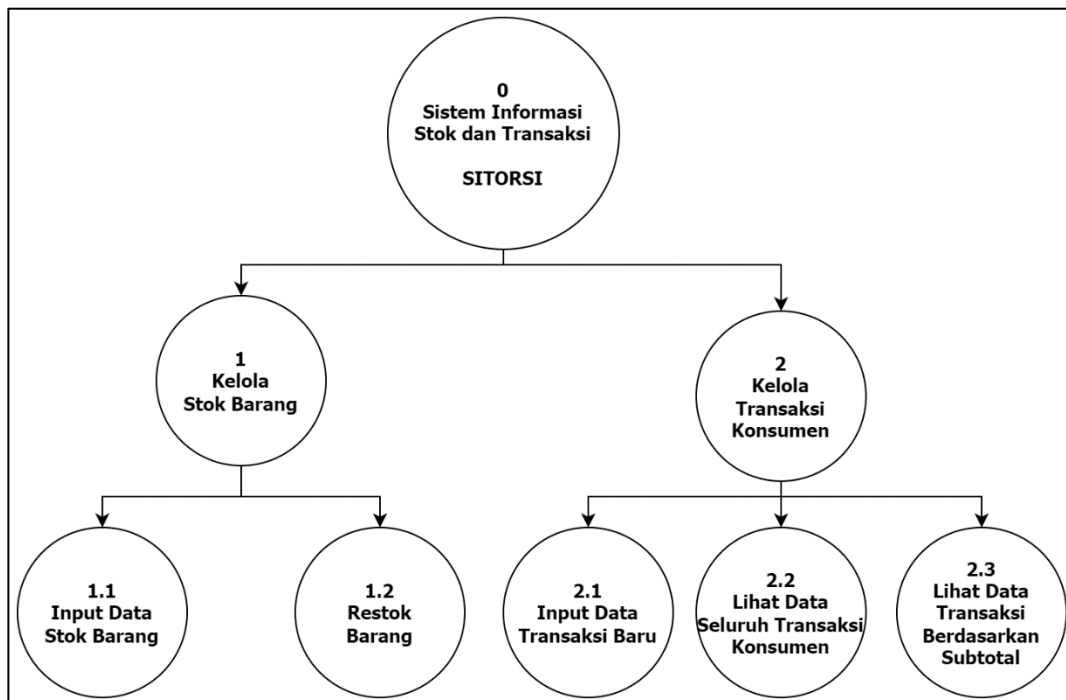 0
Sistem Informasi
Stok dan Transaksi
SITORSI
1
Kelola
Stok Barang
2
Kelola
Transaksi
Konsumen
1.1
Input Data
Stok Barang
1.2
Restok
Barang
2.1
Input Data
Transaksi Baru
2.2
Lihat Data
Seluruh Transaksi
Konsumen
2.3
Lihat Data
Transaksi
Berdasarkan
Subtotal